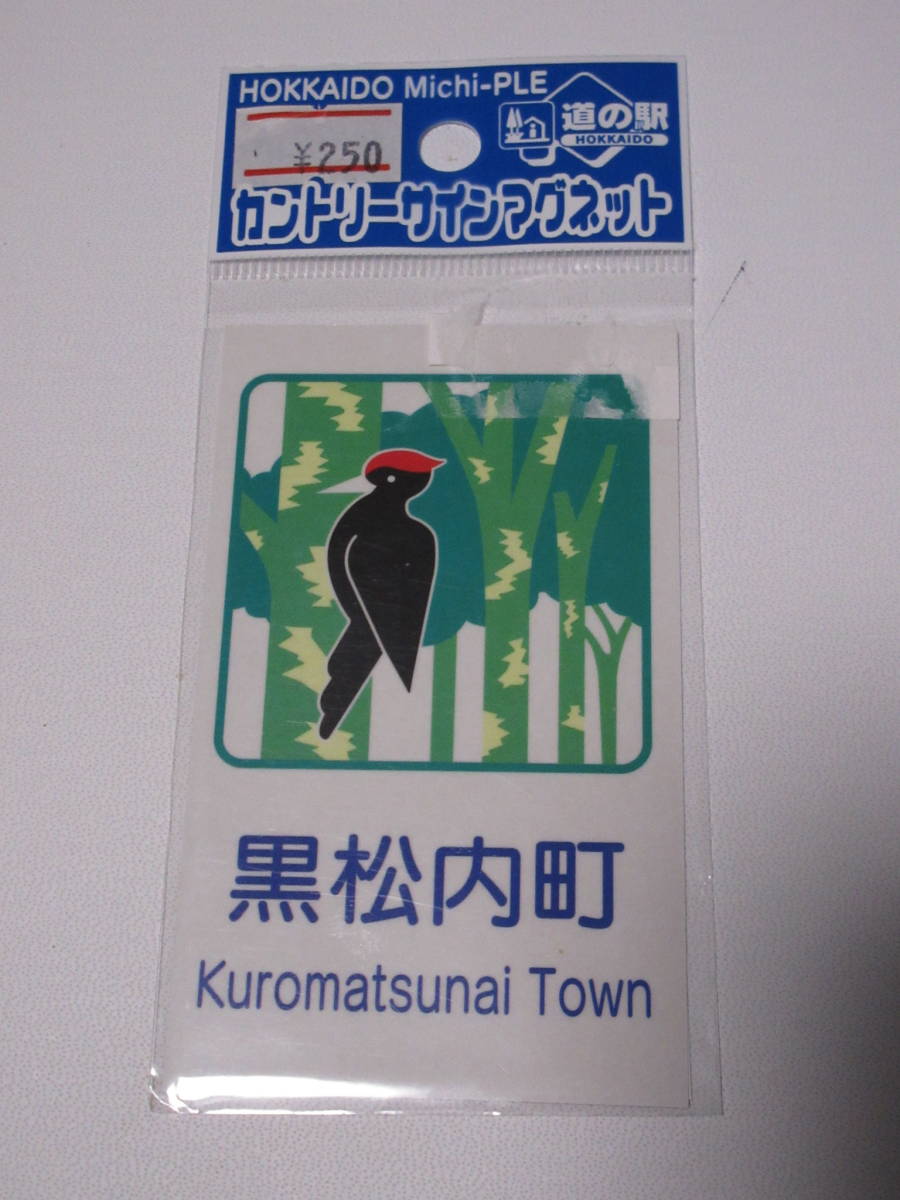 HOKKAIDO Michi-PLE
¥250
道の駅
HOKKAIDO
カントリーサインマグネット
黒松内町
Kuromatsunai Town